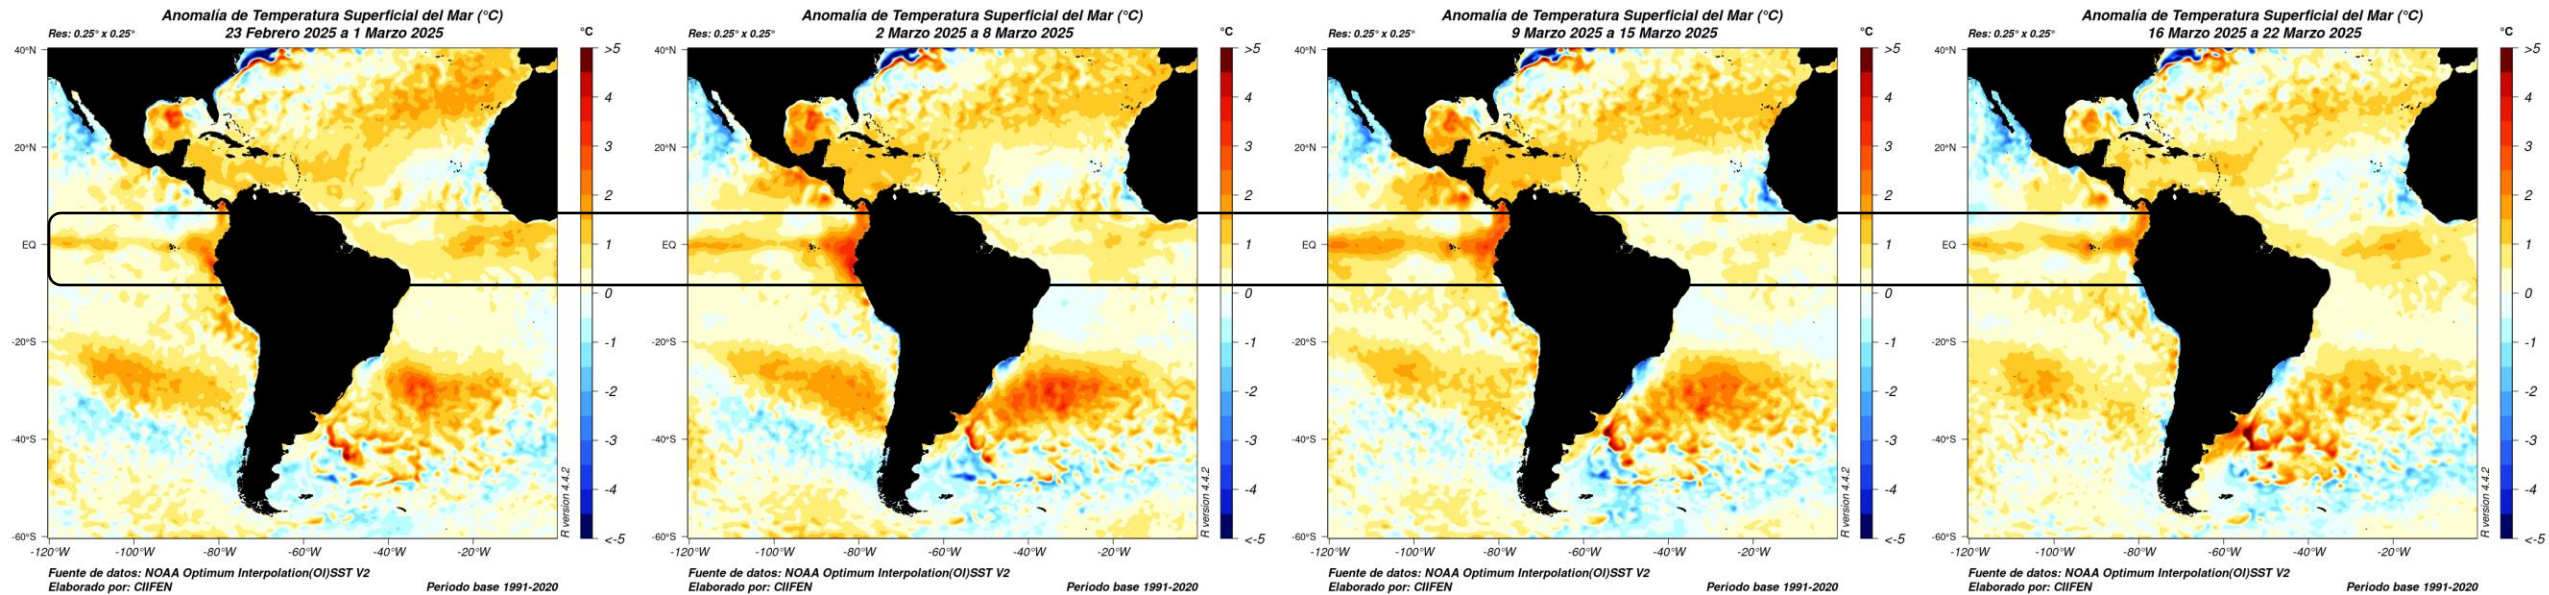 Anomalía de Temperatura Superficial del Mar (°C)
Res: 0.25° x 0.25°
23 Febrero 2025 a 1 Marzo 2025
°C
40°N
20°N
EQ
-20°S
-40°S
-60°S
-120°W
-100°W
-80°W
-60°W
-40°W
-20°W
>5
4
3
2
1
0
-1
-2
-3
-4
<-5
R version 4.4.2
Fuente de datos: NOAA Optimum Interpolation(OI)SST V2
Elaborado por: CIIFEN
Periodo base 1991-2020
Anomalía de Temperatura Superficial del Mar (°C)
Res: 0.25° x 0.25°
2 Marzo 2025 a 8 Marzo 2025
°C
40°N
20°N
EQ
-20°S
-40°S
-60°S
-120°W
-100°W
-80°W
-60°W
-40°W
-20°W
>5
4
3
2
1
0
-1
-2
-3
-4
<-5
R version 4.4.2
Fuente de datos: NOAA Optimum Interpolation(OI)SST V2
Elaborado por: CIIFEN
Periodo base 1991-2020
Anomalía de Temperatura Superficial del Mar (°C)
Res: 0.25° x 0.25°
9 Marzo 2025 a 15 Marzo 2025
°C
40°N
20°N
EQ
-20°S
-40°S
-60°S
-120°W
-100°W
-80°W
-60°W
-40°W
-20°W
>5
4
3
2
1
0
-1
-2
-3
-4
<-5
R version 4.4.2
Fuente de datos: NOAA Optimum Interpolation(OI)SST V2
Elaborado por: CIIFEN
Periodo base 1991-2020
Anomalía de Temperatura Superficial del Mar (°C)
Res: 0.25° x 0.25°
16 Marzo 2025 a 22 Marzo 2025
°C
40°N
20°N
EQ
-20°S
-40°S
-60°S
-120°W
-100°W
-80°W
-60°W
-40°W
-20°W
>5
4
3
2
1
0
-1
-2
-3
-4
<-5
R version 4.4.2
Fuente de datos: NOAA Optimum Interpolation(OI)SST V2
Elaborado por: CIIFEN
Periodo base 1991-2020